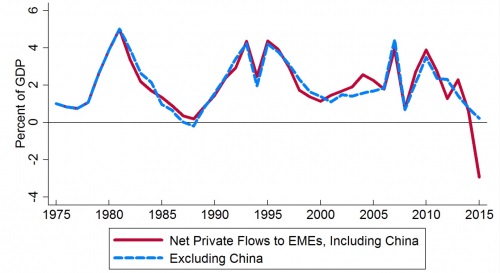 Percent of GDP
6
4
2
0
-2
-4
1975 1980 1985 1990 1995 2000 2005 2010 2015
Net Private Flows to EMEs, Including China
Excluding China